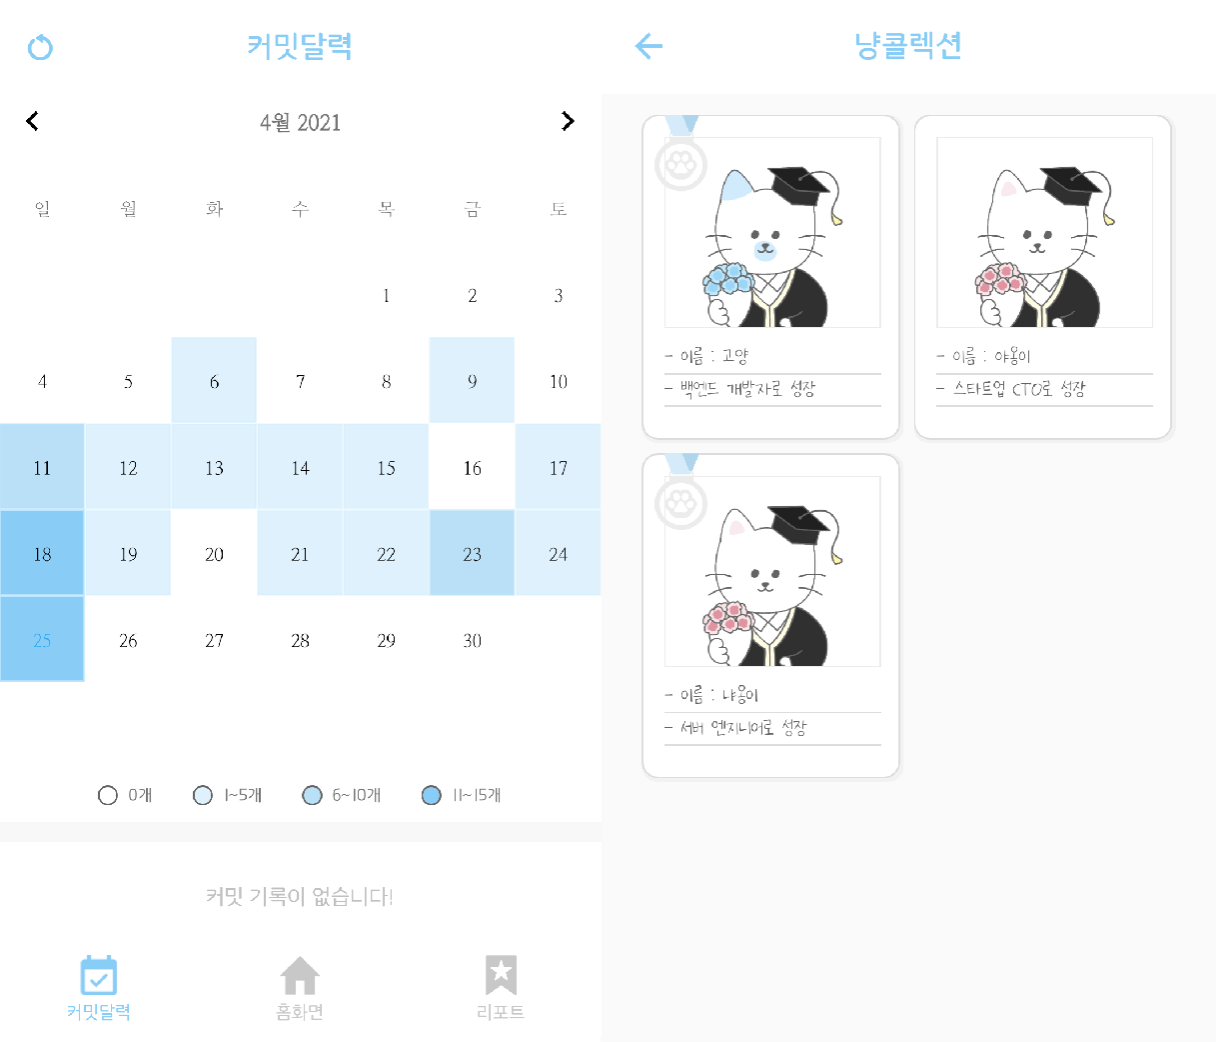 커밋달력
4월 2021
일 월 화 수 목 금 토
1 2 3
4 5 6 7 8 9 10
11 12 13 14 15 16 17
18 19 20 21 22 23 24
25 26 27 28 29 30
0개 1~5개 6~10개 11~15개
커밋 기록이 없습니다!
커밋달력 홈화면 리포트
냥콜렉션
- 이름 : 고양
- 백엔드 개발자로 성장
- 이름 : 야옹이
- 스타트업 CTO로 성장
- 이름 : 냐옹이
- 서버 엔지니어로 성장